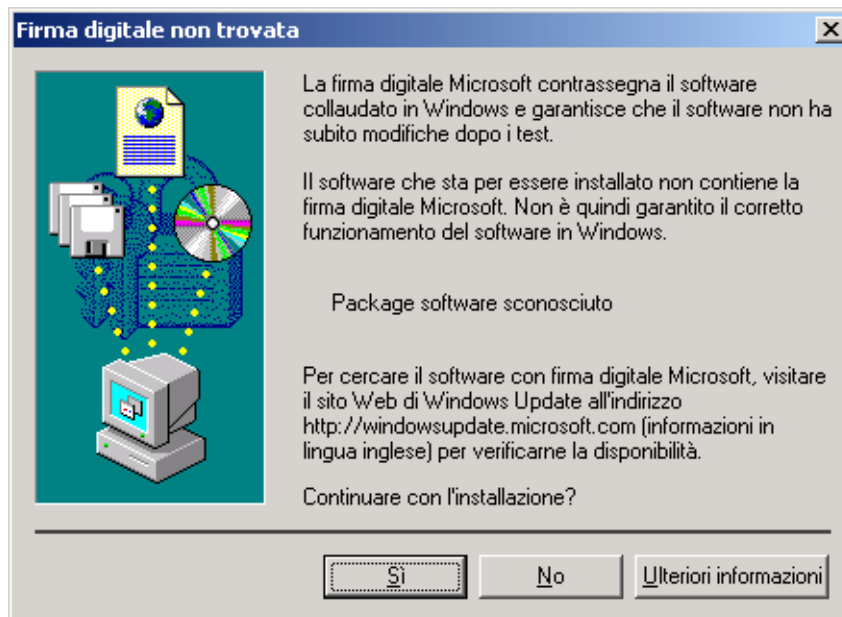 Firma digitale non trovata
La firma digitale Microsoft contrassegna il software
collaudato in Windows e garantisce che il software non ha
subito modifiche dopo i test.
Il software che sta per essere installato non contiene la
firma digitale Microsoft. Non è quindi garantito il corretto
funzionamento del software in Windows.
Package software sconosciuto
Per cercare il software con firma digitale Microsoft, visitare
il sito Web di Windows Update all'indirizzo
http://windowsupdate.microsoft.com (informazioni in
lingua inglese) per verificarne la disponibilità.
Continuare con l'installazione?
Sì
No
Ulteriori informazioni